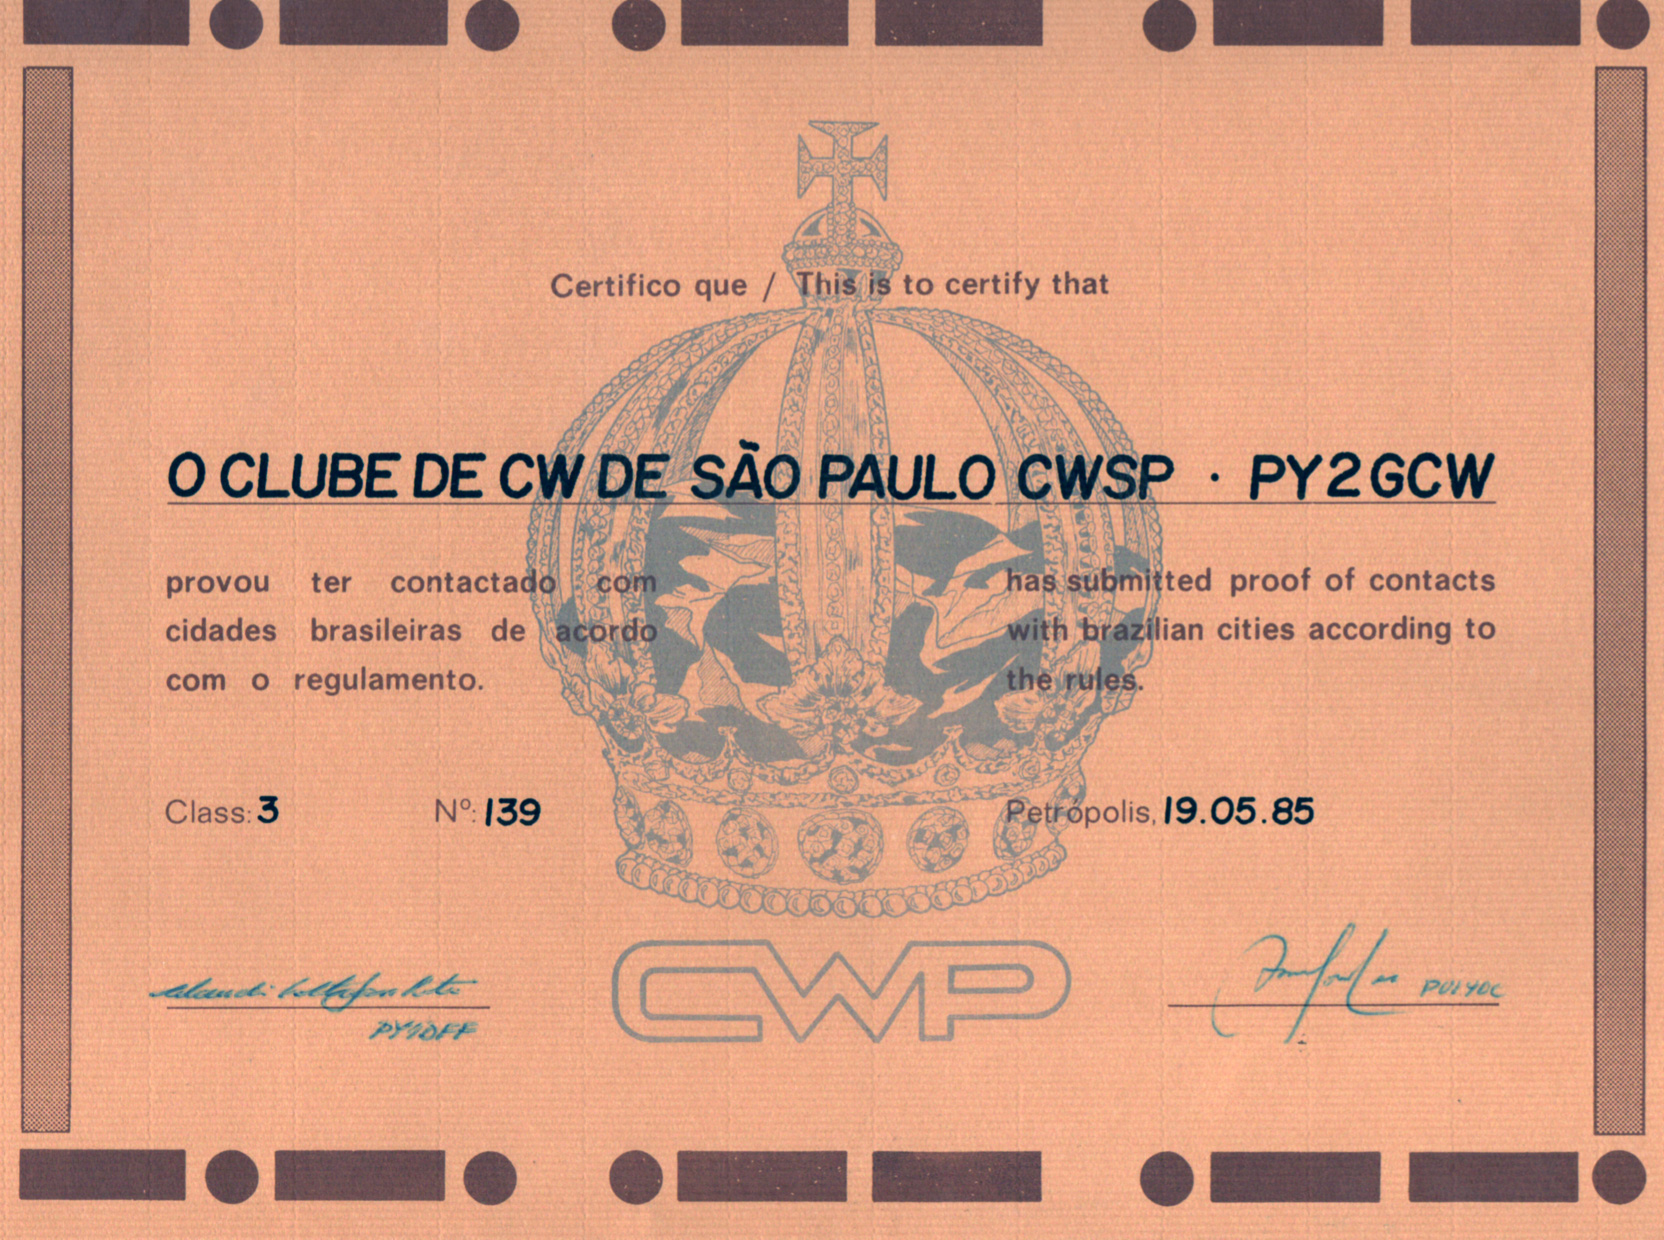 Certifico que / This is to certify that
O CLUBE DE CW DE SÃO PAULO CWSP · PY2GCW
provou ter contactado com
cidades brasileiras de acordo
com o regulamento.
has submitted proof of contacts
with brazilian cities according to
the rules.
Class: 3 Nº: 139 Petrópolis, 19.05.85
CWP
PY1DFF